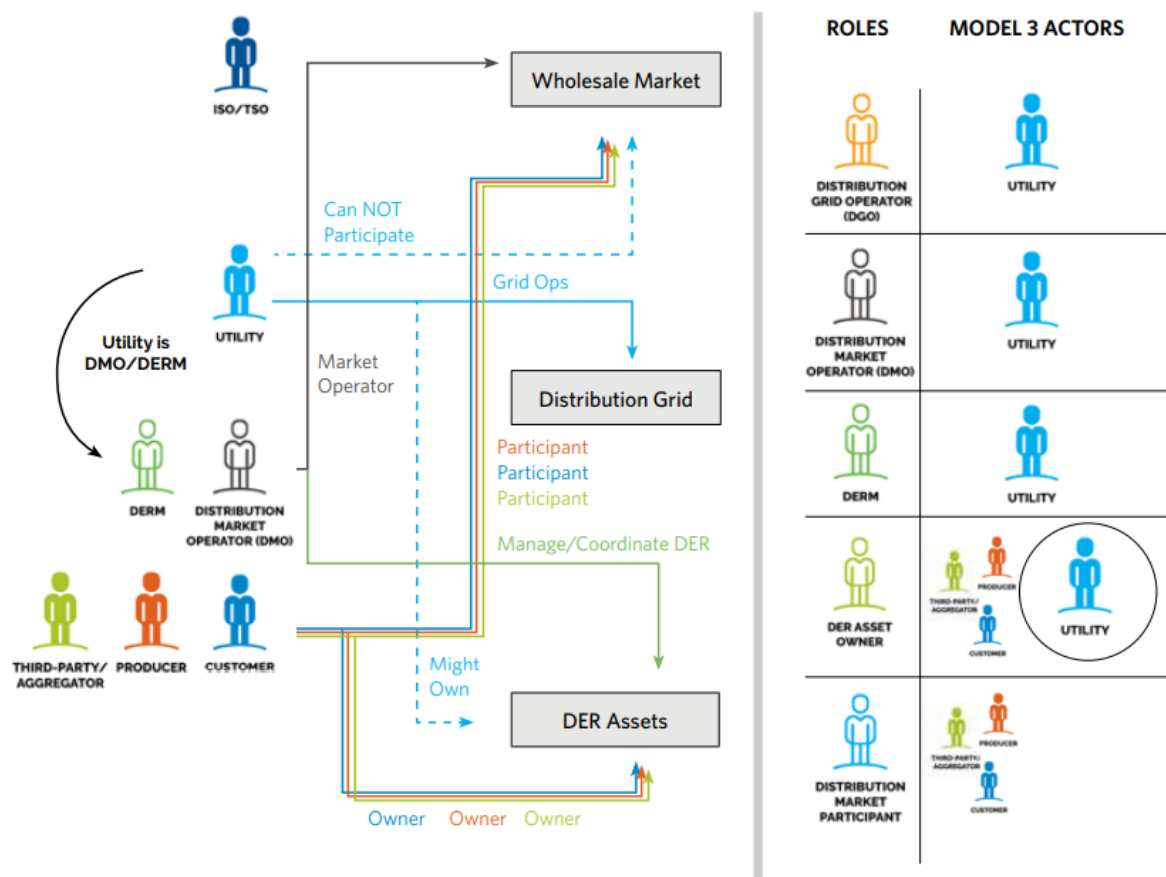 ISO/TSO
Wholesale Market
Can NOT
Participate
Grid Ops
UTILITY
Utility is
DMO/DERM
Market
Operator
Distribution Grid
Participant
Participant
Participant
DERM
DISTRIBUTION
MARKET
OPERATOR (DMO)
Manage/Coordinate DER
THIRD-PARTY/
AGGREGATOR
PRODUCER
CUSTOMER
Might
Own
DER Assets
Owner Owner Owner
ROLES
MODEL 3 ACTORS
DISTRIBUTION
GRID OPERATOR
(DGO)
UTILITY
DISTRIBUTION
MARKET
OPERATOR (DMO)
UTILITY
DERM
UTILITY
DER ASSET
OWNER
THIRD-PARTY/
AGGREGATOR
PRODUCER
CUSTOMER
UTILITY
DISTRIBUTION
MARKET
PARTICIPANT
THIRD-PARTY/
AGGREGATOR
PRODUCER
CUSTOMER